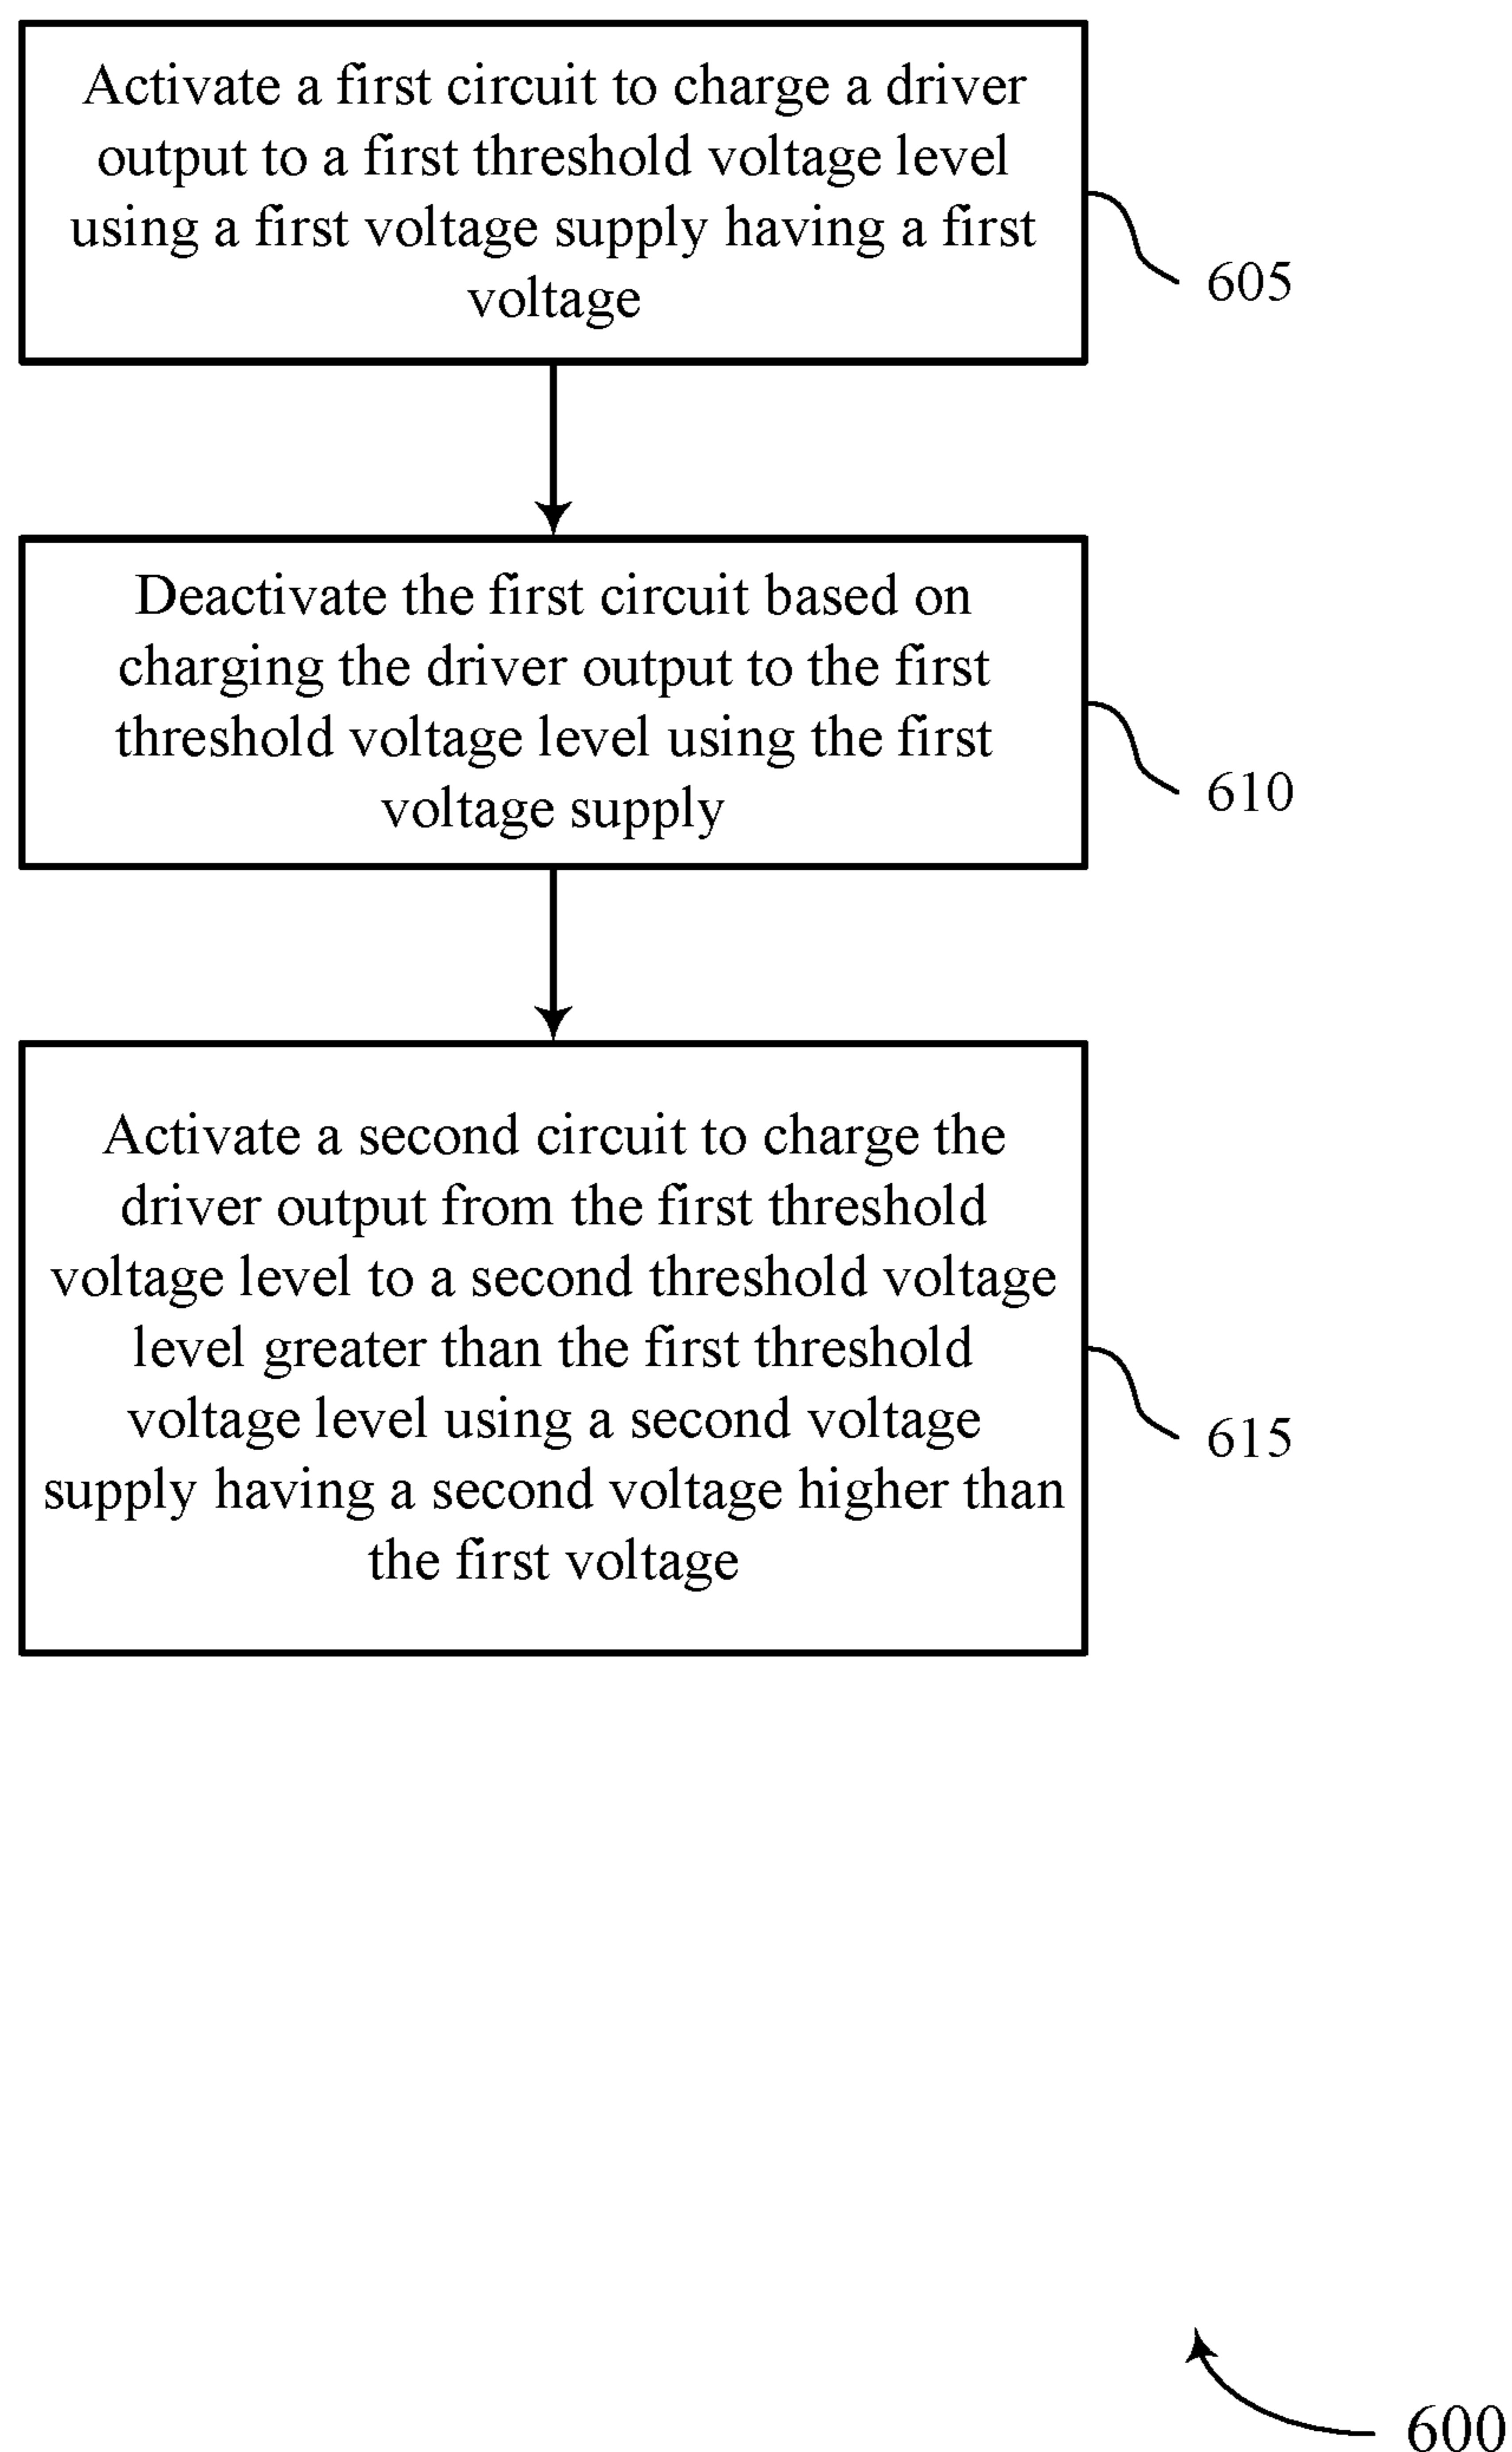 Activate a first circuit to charge a driver
output to a first threshold voltage level
using a first voltage supply having a first
voltage
605
Deactivate the first circuit based on
charging the driver output to the first
threshold voltage level using the first
voltage supply
610
Activate a second circuit to charge the
driver output from the first threshold
voltage level to a second threshold voltage
level greater than the first threshold
voltage level using a second voltage
supply having a second voltage higher than
the first voltage
615
600